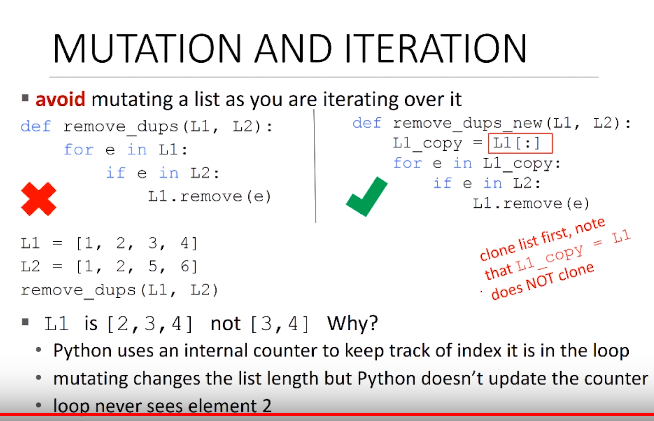 MUTATION AND ITERATION
▪ avoid mutating a list as you are iterating over it
def remove_dups(L1, L2):
    for e in L1:
        if e in L2:
            L1.remove(e)
def remove_dups_new(L1, L2):
    L1_copy = L1[:]
    for e in L1_copy:
        if e in L2:
            L1.remove(e)
clone list first, note
that L1_copy = L1
does NOT clone
L1 = [1, 2, 3, 4]
L2 = [1, 2, 5, 6]
remove_dups(L1, L2)
▪ L1 is [2,3,4] not [3,4] Why?
• Python uses an internal counter to keep track of index it is in the loop
• mutating changes the list length but Python doesn't update the counter
• loop never sees element 2